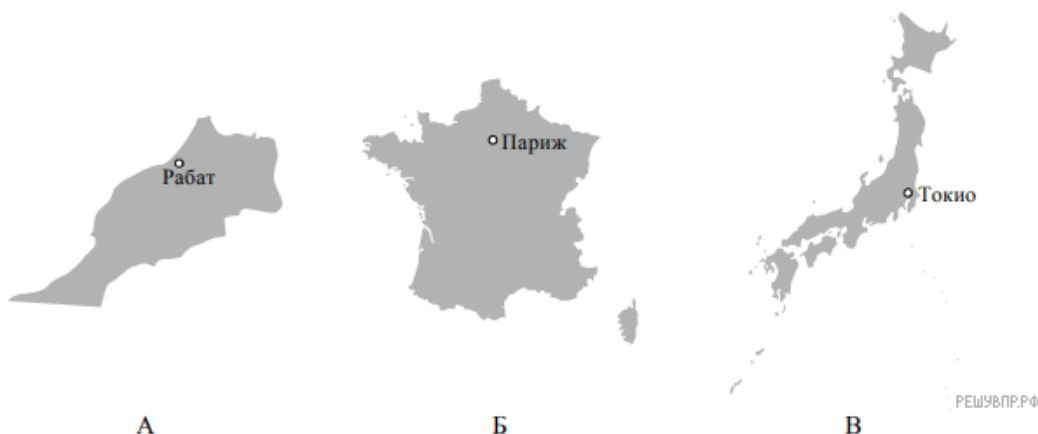 Рабат
Париж
Токио
РЕШУВПР.РФ
А
Б
В